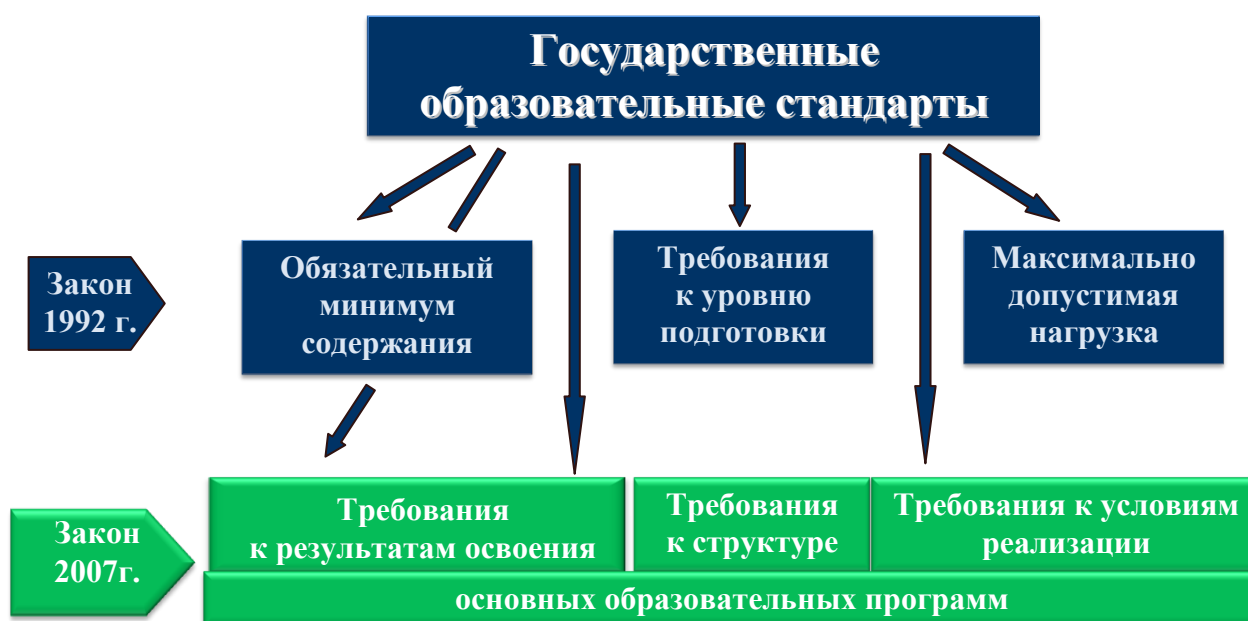 Государственные
образовательные стандарты
Закон
1992 г.
Обязательный
минимум
содержания
Требования
к уровню
подготовки
Максимально
допустимая
нагрузка
Закон
2007г.
Требования
к результатам освоения
Требования
к структуре
Требования к условиям
реализации
основных образовательных программ